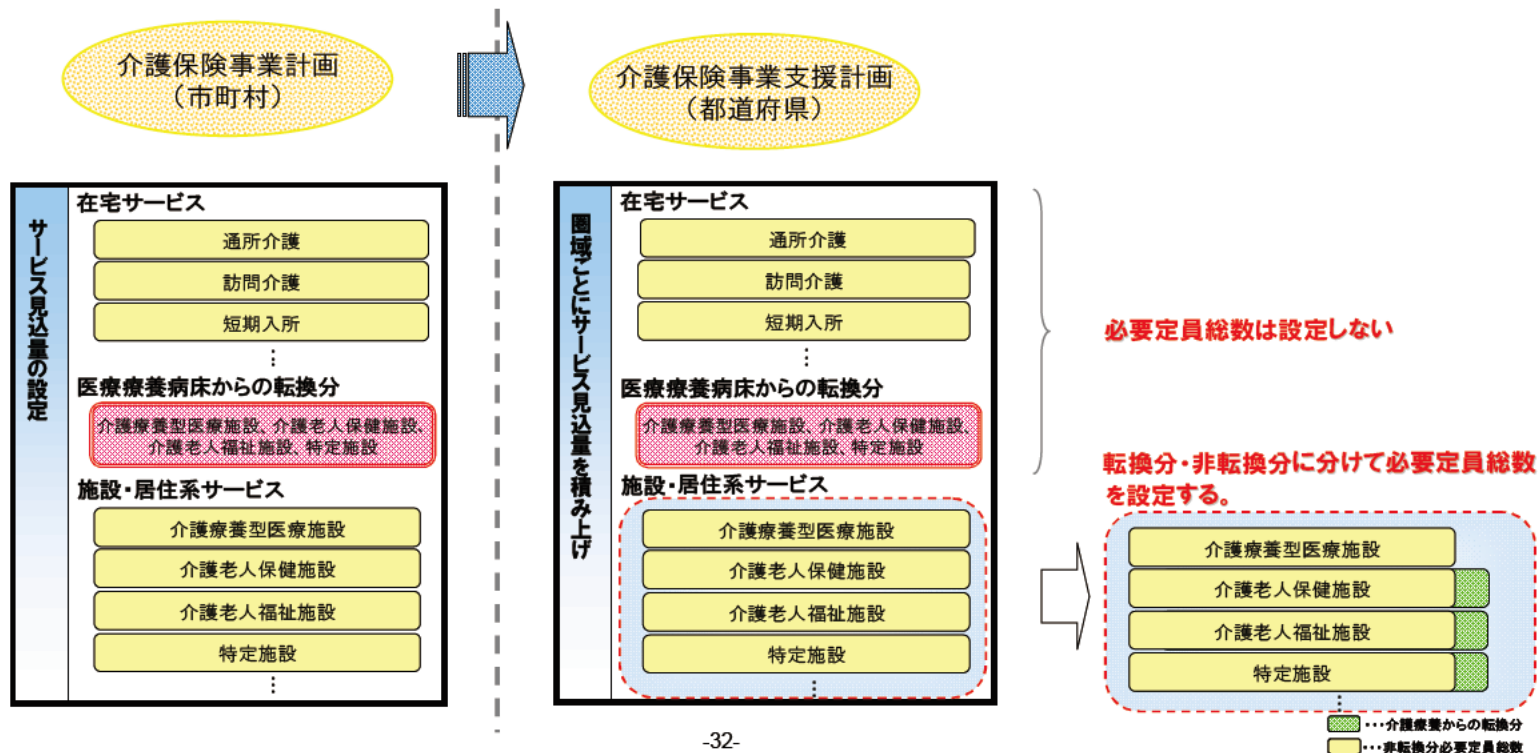 介護保険事業計画
（市町村）
介護保険事業支援計画
（都道府県）
サービス見込量の設定
在宅サービス
通所介護
訪問介護
短期入所
⋮
医療療養病床からの転換分
介護療養型医療施設、介護老人保健施設、
介護老人福祉施設、特定施設
施設・居住系サービス
介護療養型医療施設
介護老人保健施設
介護老人福祉施設
特定施設
⋮
圏域ごとにサービス見込量を積み上げ
在宅サービス
通所介護
訪問介護
短期入所
⋮
医療療養病床からの転換分
介護療養型医療施設、介護老人保健施設、
介護老人福祉施設、特定施設
施設・居住系サービス
介護療養型医療施設
介護老人保健施設
介護老人福祉施設
特定施設
⋮
必要定員総数は設定しない
転換分・非転換分に分けて必要定員総数
を設定する。
介護療養型医療施設
介護老人保健施設
介護老人福祉施設
特定施設
⋮
・・・介護療養からの転換分
・・・非転換分必要定員総数
-32-